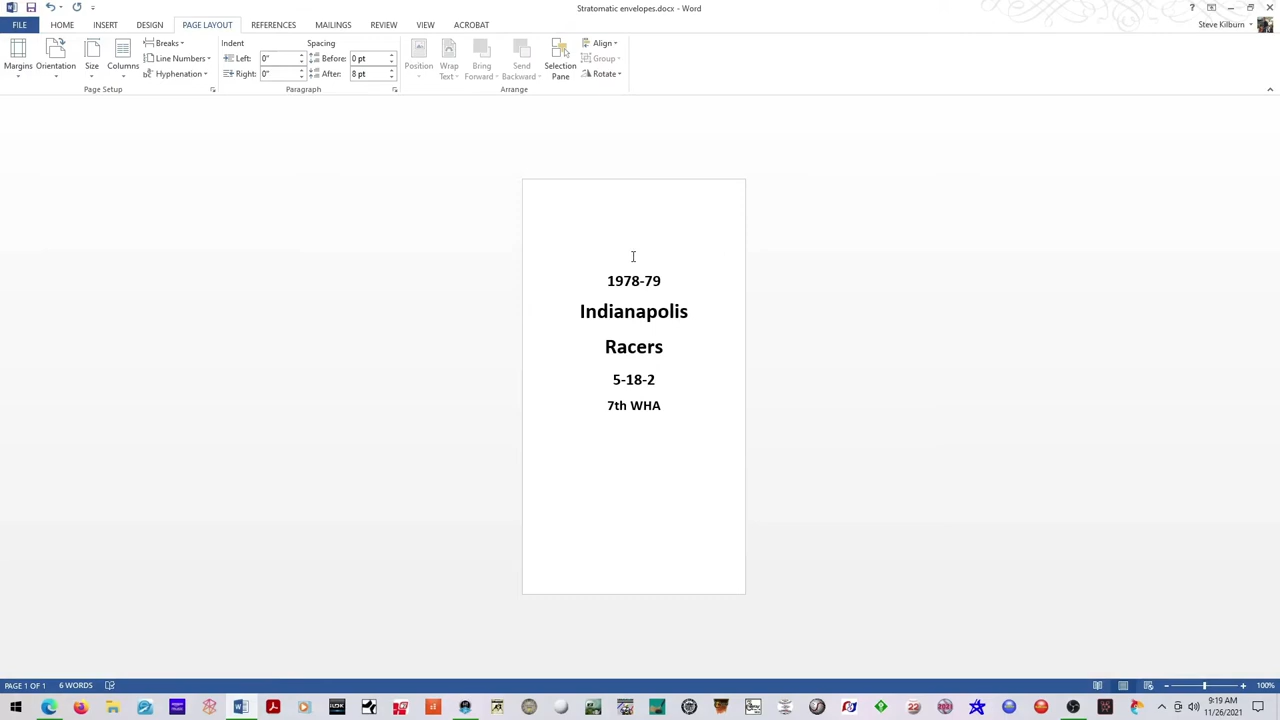 Stratomatic envelopes.docx - Word
FILE HOME INSERT DESIGN PAGE LAYOUT REFERENCES MAILINGS REVIEW VIEW ACROBAT
Steve Kilburn
Margins Orientation Size Columns
Breaks
Line Numbers
Hyphenation
Page Setup
Indent
Left: 0"
Right: 0"
Spacing
Before: 0 pt
After: 8 pt
Paragraph
Position
Wrap Text
Bring Forward
Send Backward
Selection Pane
Align
Group
Rotate
Arrange
1978-79
Indianapolis
Racers
5-18-2
7th WHA
PAGE 1 OF 1 6 WORDS
100%
9:19 AM
11/26/2021